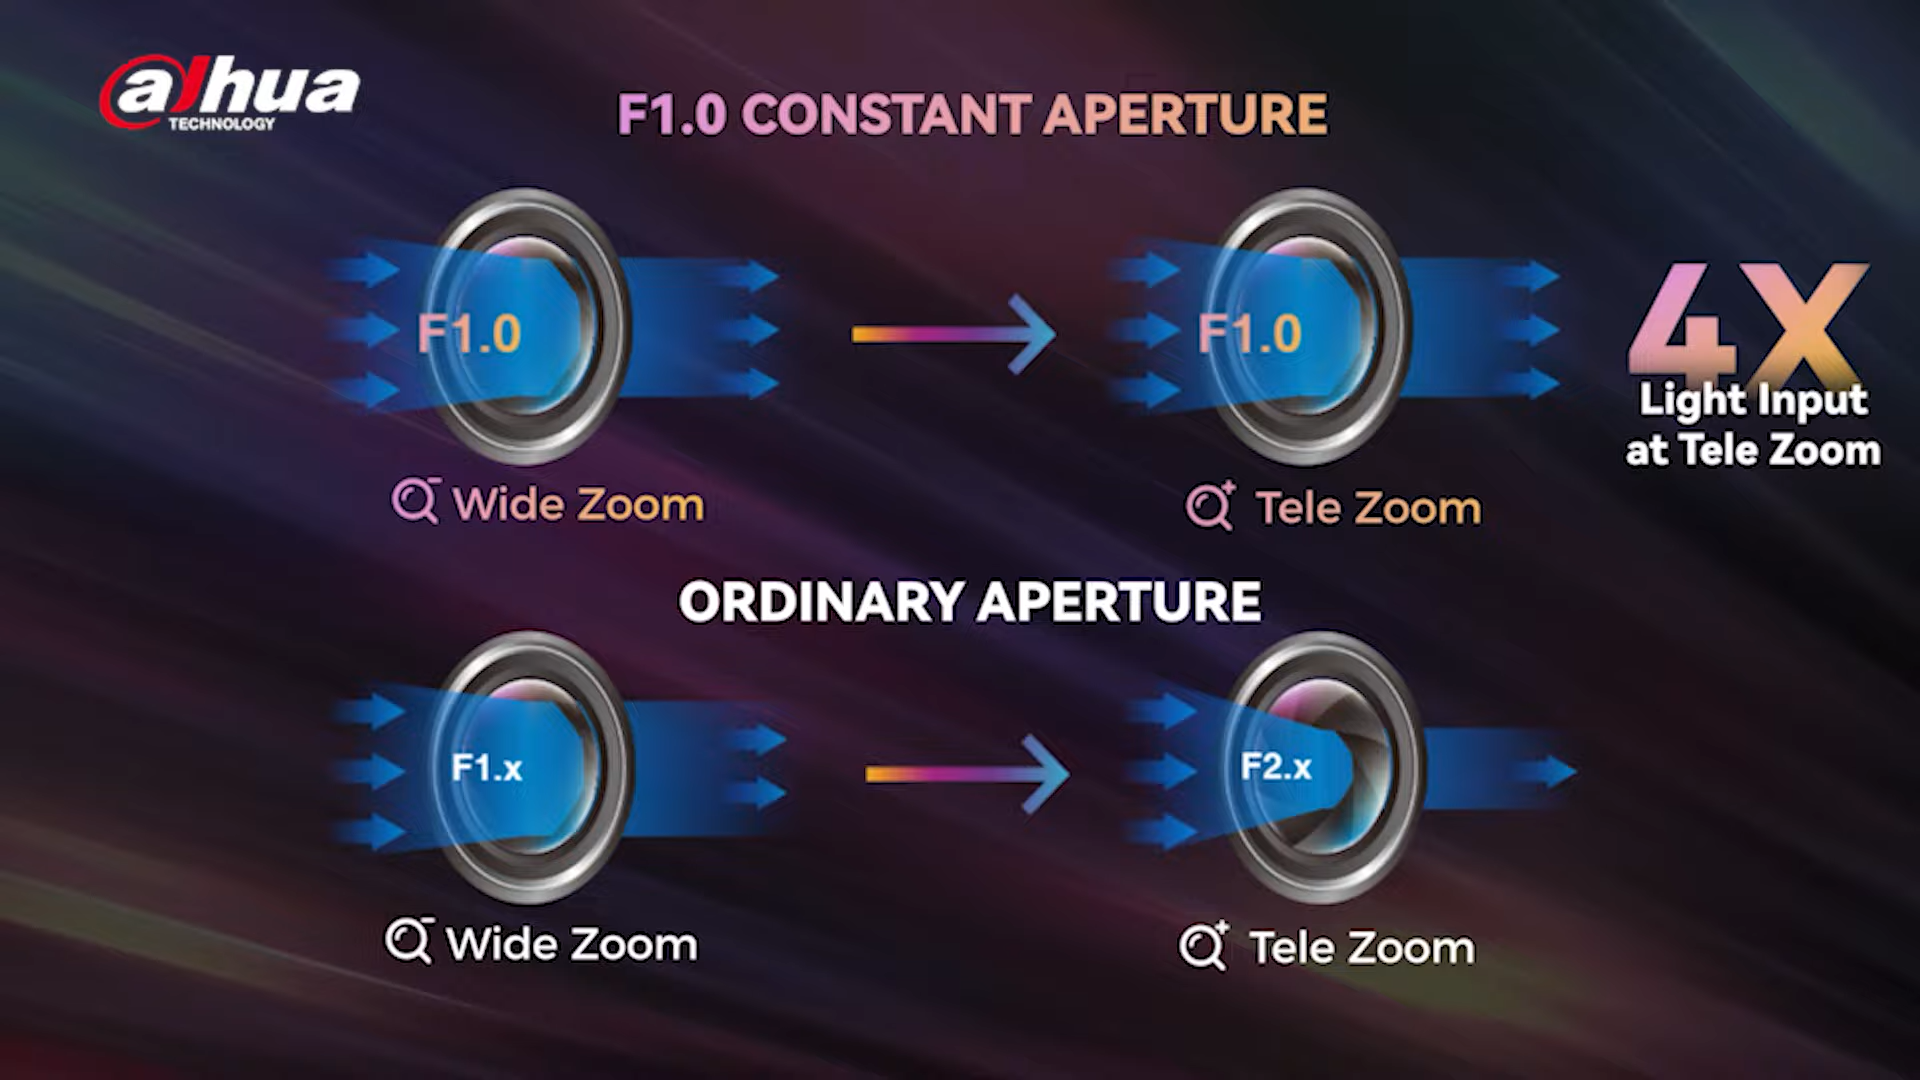 alhua
TECHNOLOGY
F1.0 CONSTANT APERTURE
F1.0
F1.0
4X
Light Input
at Tele Zoom
Wide Zoom
Tele Zoom
ORDINARY APERTURE
F1.x
F2.x
Wide Zoom
Tele Zoom